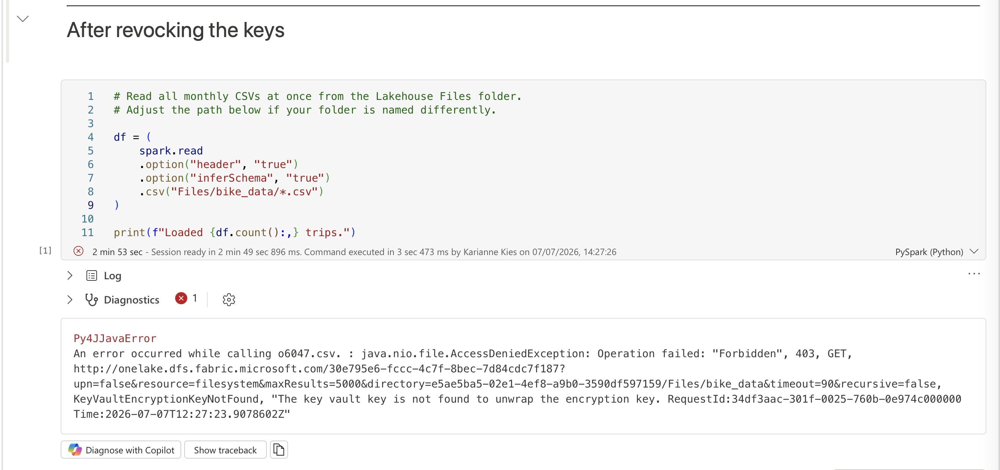 After revocking the keys
1 # Read all monthly CSVs at once from the Lakehouse Files folder.
2 # Adjust the path below if your folder is named differently.
3
4 df = (
5     spark.read
6     .option("header", "true")
7     .option("inferSchema", "true")
8     .csv("Files/bike_data/*.csv")
9 )
10
11 print(f"Loaded {df.count():,} trips.")
[1] 2 min 53 sec - Session ready in 2 min 49 sec 896 ms. Command executed in 3 sec 473 ms by Karianne Kies on 07/07/2026, 14:27:26 PySpark (Python)
Log
Diagnostics 1
Py4JJavaError
An error occurred while calling o6047.csv. : java.nio.file.AccessDeniedException: Operation failed: "Forbidden", 403, GET,
http://onelake.dfs.fabric.microsoft.com/30e795e6-fccc-4c7f-8bec-7d84cdc7f187?
upn=false&resource=filesystem&maxResults=5000&directory=e5ae5ba5-02e1-4ef8-a9b0-3590df597159/Files/bike_data&timeout=90&recursive=false,
KeyVaultEncryptionKeyNotFound, "The key vault key is not found to unwrap the encryption key. RequestId:34df3aac-301f-0025-760b-0e974c000000
Time:2026-07-07T12:27:23.9078602Z"
Diagnose with Copilot Show traceback